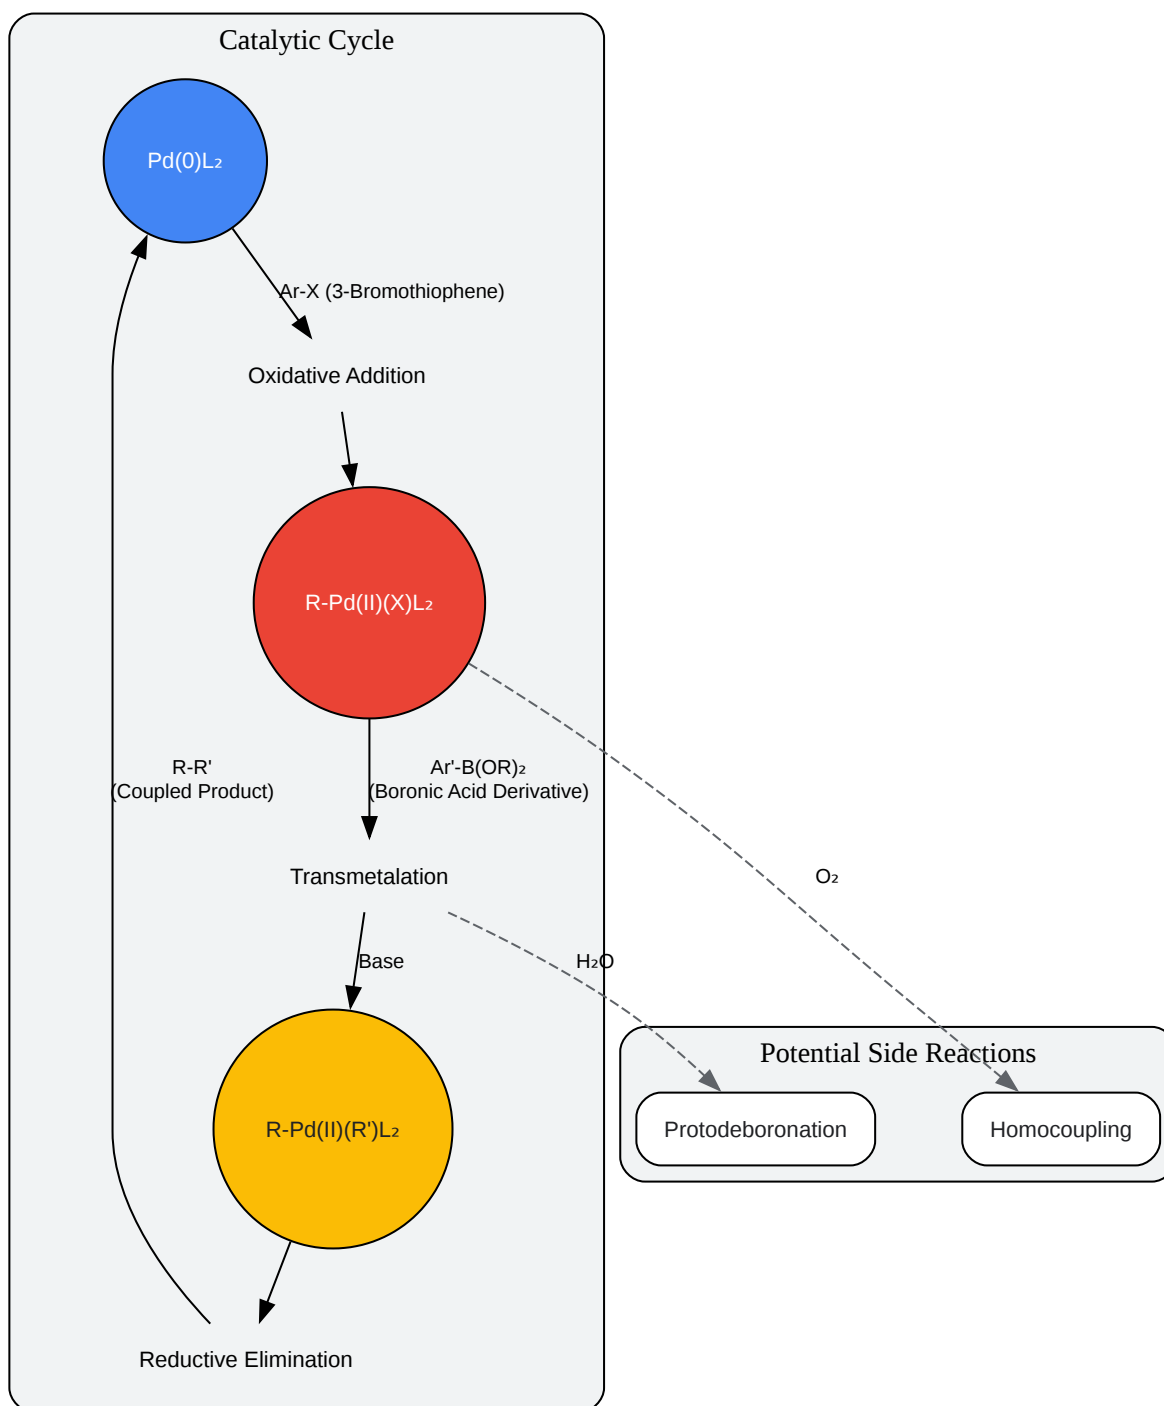 Catalytic Cycle
Pd(0)L₂
Ar-X (3-Bromothiophene)
Oxidative Addition
R-Pd(II)(X)L₂
R-R'
(Coupled Product)
Ar'-B(OR)₂
(Boronic Acid Derivative)
O₂
Transmetalation
Base
H₂O
Potential Side Reactions
R-Pd(II)(R')L₂
Protodeboronation
Homocoupling
Reductive Elimination